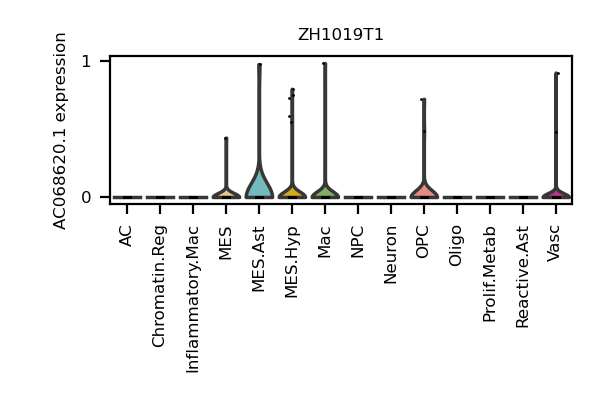 ZH1019T1
AC068620.1 expression
1
0
AC
Chromatin.Reg
Inflammatory.Mac
MES
MES.Ast
MES.Hyp
Mac
NPC
Neuron
OPC
Oligo
Prolif.Metab
Reactive.Ast
Vasc